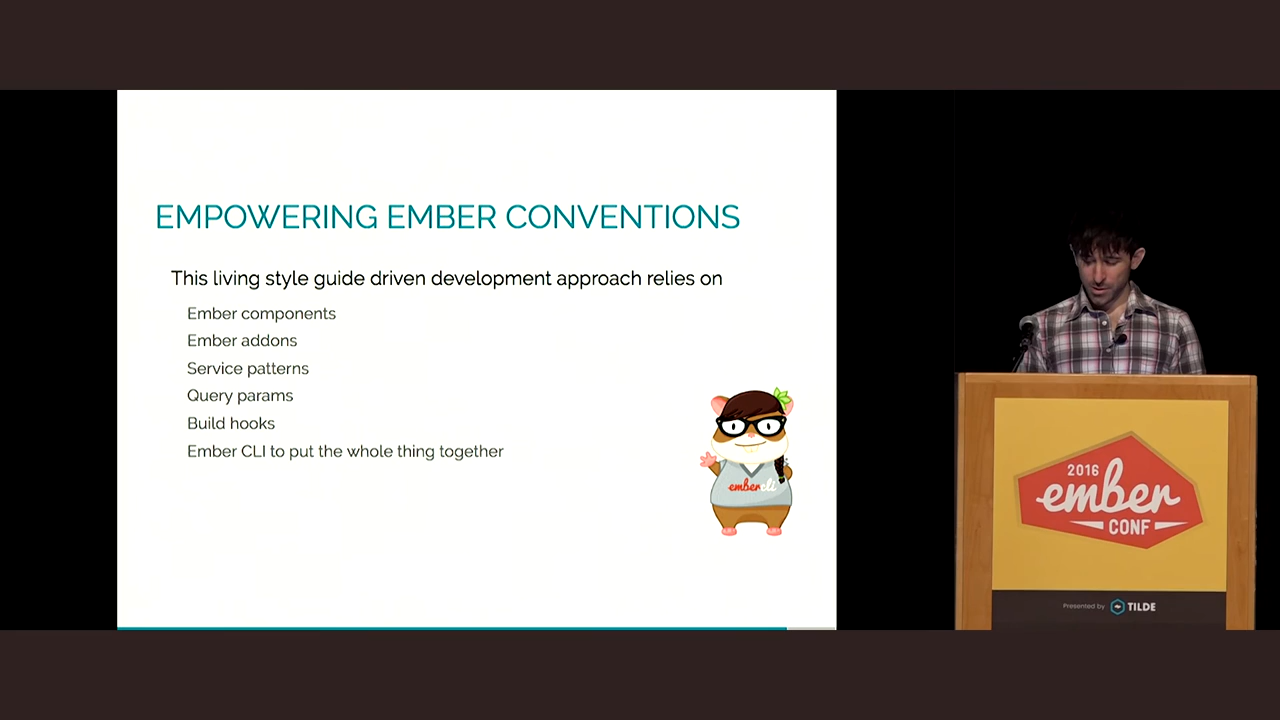 EMPOWERING EMBER CONVENTIONS
This living style guide driven development approach relies on
Ember components
Ember addons
Service patterns
Query params
Build hooks
Ember CLI to put the whole thing together
embercli
2016
ember
CONF
Presented by TILDE